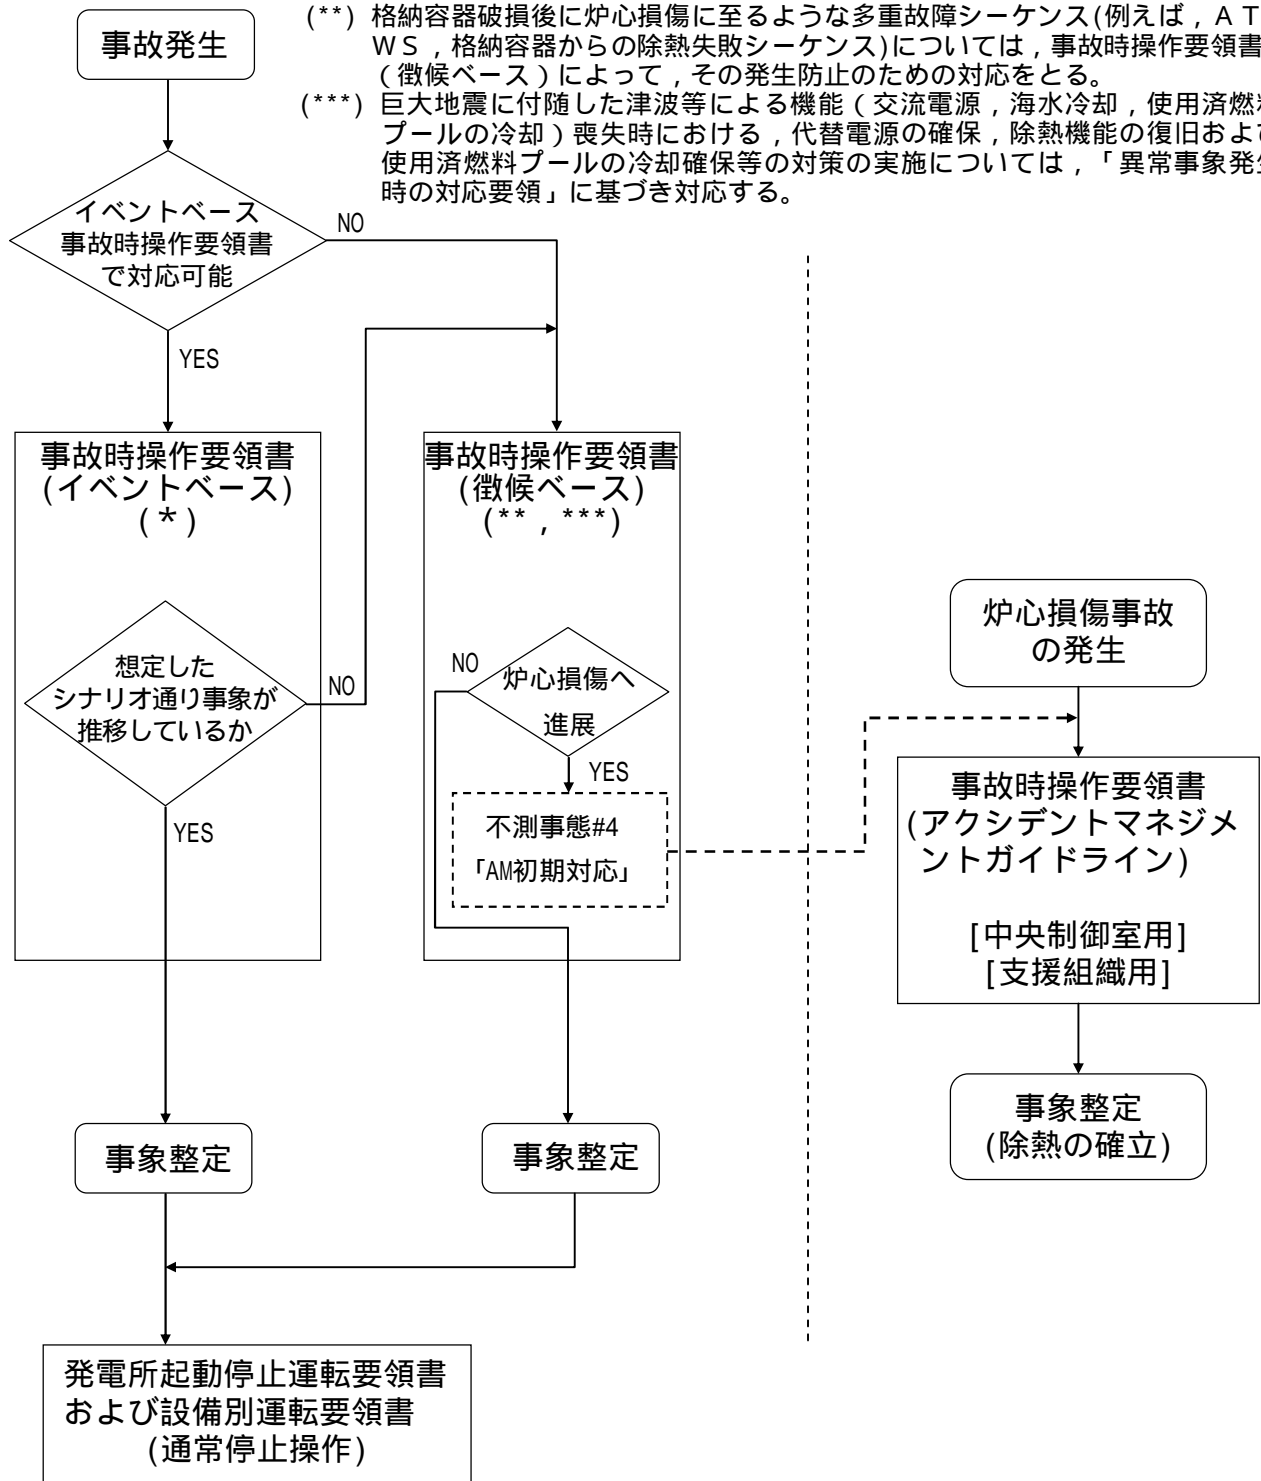 (**) 格納容器破損後に炉心損傷に至るような多重故障シーケンス(例えば，ＡＴ
ＷＳ，格納容器からの除熱失敗シーケンス)については，事故時操作要領書
（徴候ベース）によって，その発生防止のための対応をとる。
(***) 巨大地震に付随した津波等による機能（交流電源，海水冷却，使用済燃
プールの冷却）喪失時における，代替電源の確保，除熱機能の復旧およ
使用済燃料プールの冷却確保等の対策の実施については，「異常事象発
時の対応要領」に基づき対応する。
事故発生
イベントベース
事故時操作要領書
で対応可能
NO
YES
事故時操作要領書
(イベントベース)
(＊)
想定した
シナリオ通り事象が
推移しているか
NO
YES
事故時操作要領書
(徴候ベース)
(**，***)
NO
炉心損傷へ
進展
YES
不測事態#4
「AM初期対応」
炉心損傷事故
の発生
事故時操作要領書
(アクシデントマネジメ
ントガイドライン)
[中央制御室用]
[支援組織用]
事象整定
事象整定
事象整定
(除熱の確立)
発電所起動停止運転要領書
および設備別運転要領書
(通常停止操作)